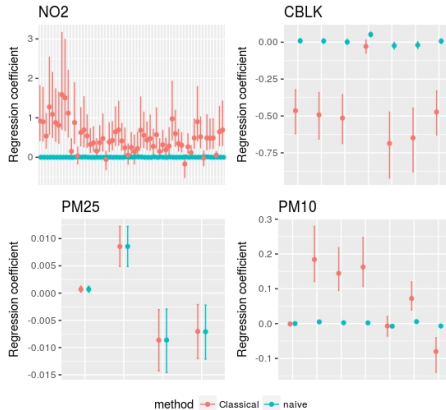 NO2
Regression coefficient
3
2
1
0
CBLK
Regression coefficient
0.00
-0.25
-0.50
-0.75
PM25
Regression coefficient
0.010
0.005
0.000
-0.005
-0.010
-0.015
PM10
Regression coefficient
0.3
0.2
0.1
0.0
-0.1
method Classical naive